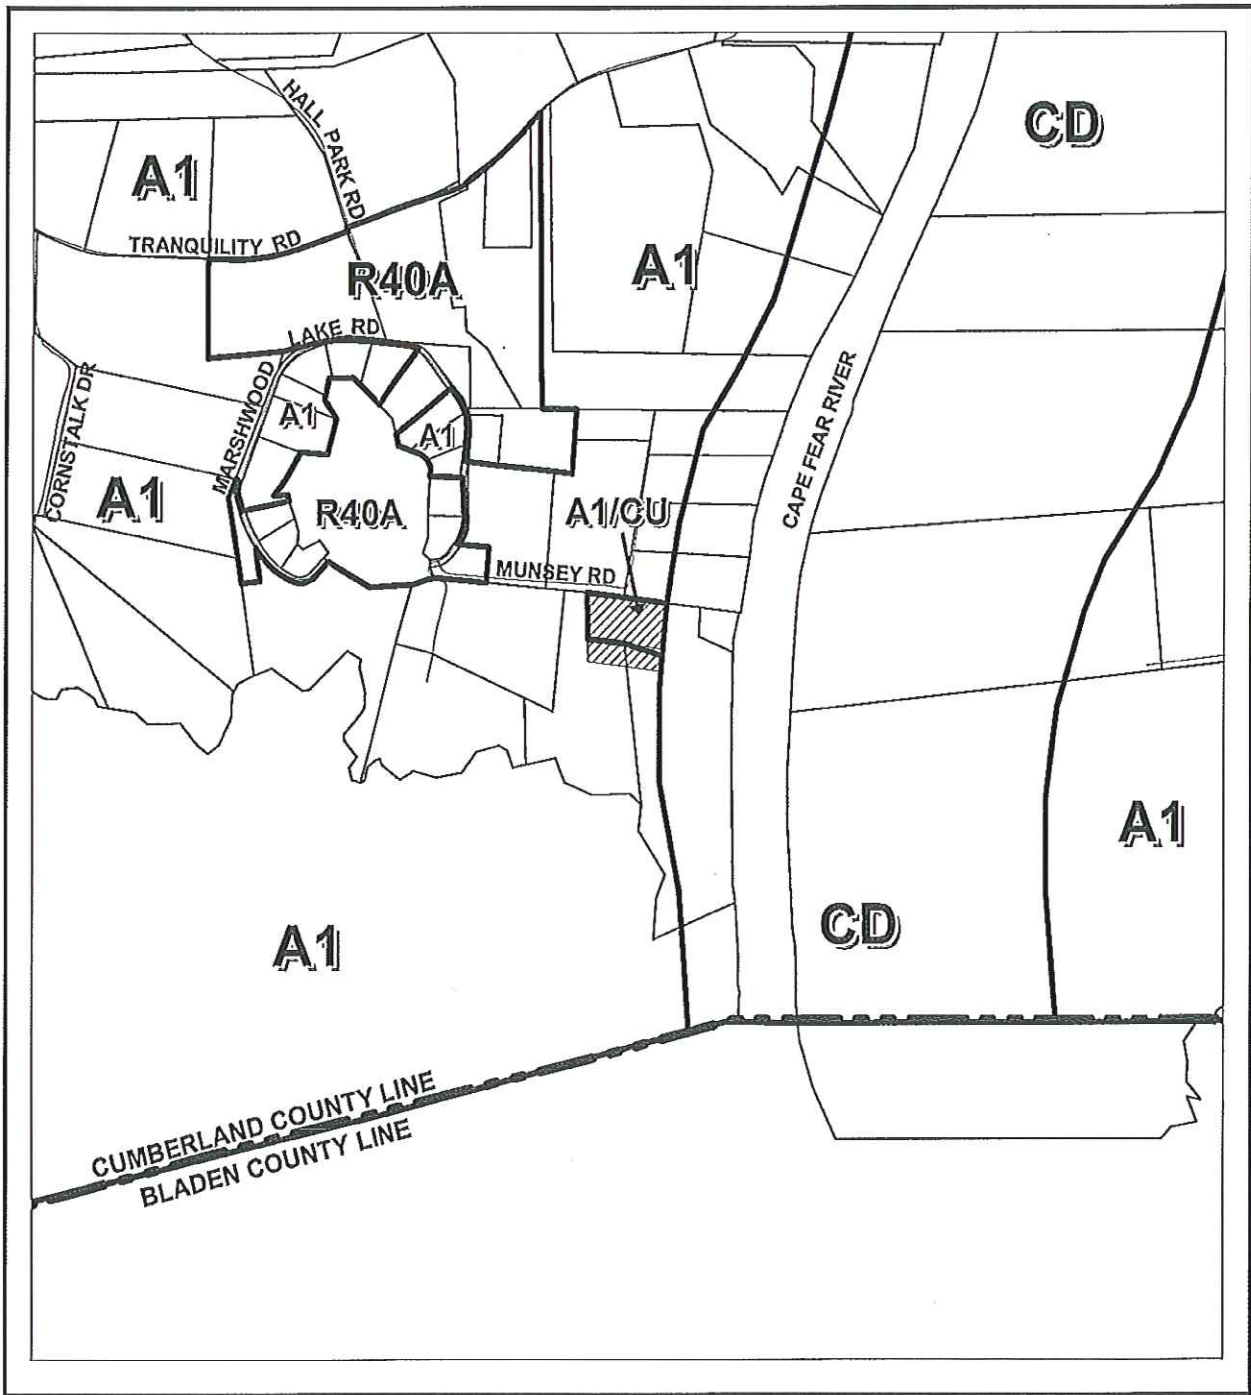 CD
HALL PARK RD
A1
TRANQUILITY RD
R40A
A1
LAKE RD
MARSHWOOD
CORNSTALK DR
CAPE FEAR RIVER
A1
A1
A1
R40A
A1/CU
MUNSEY RD
A1
CD
A1
CUMBERLAND COUNTY LINE
BLADEN COUNTY LINE